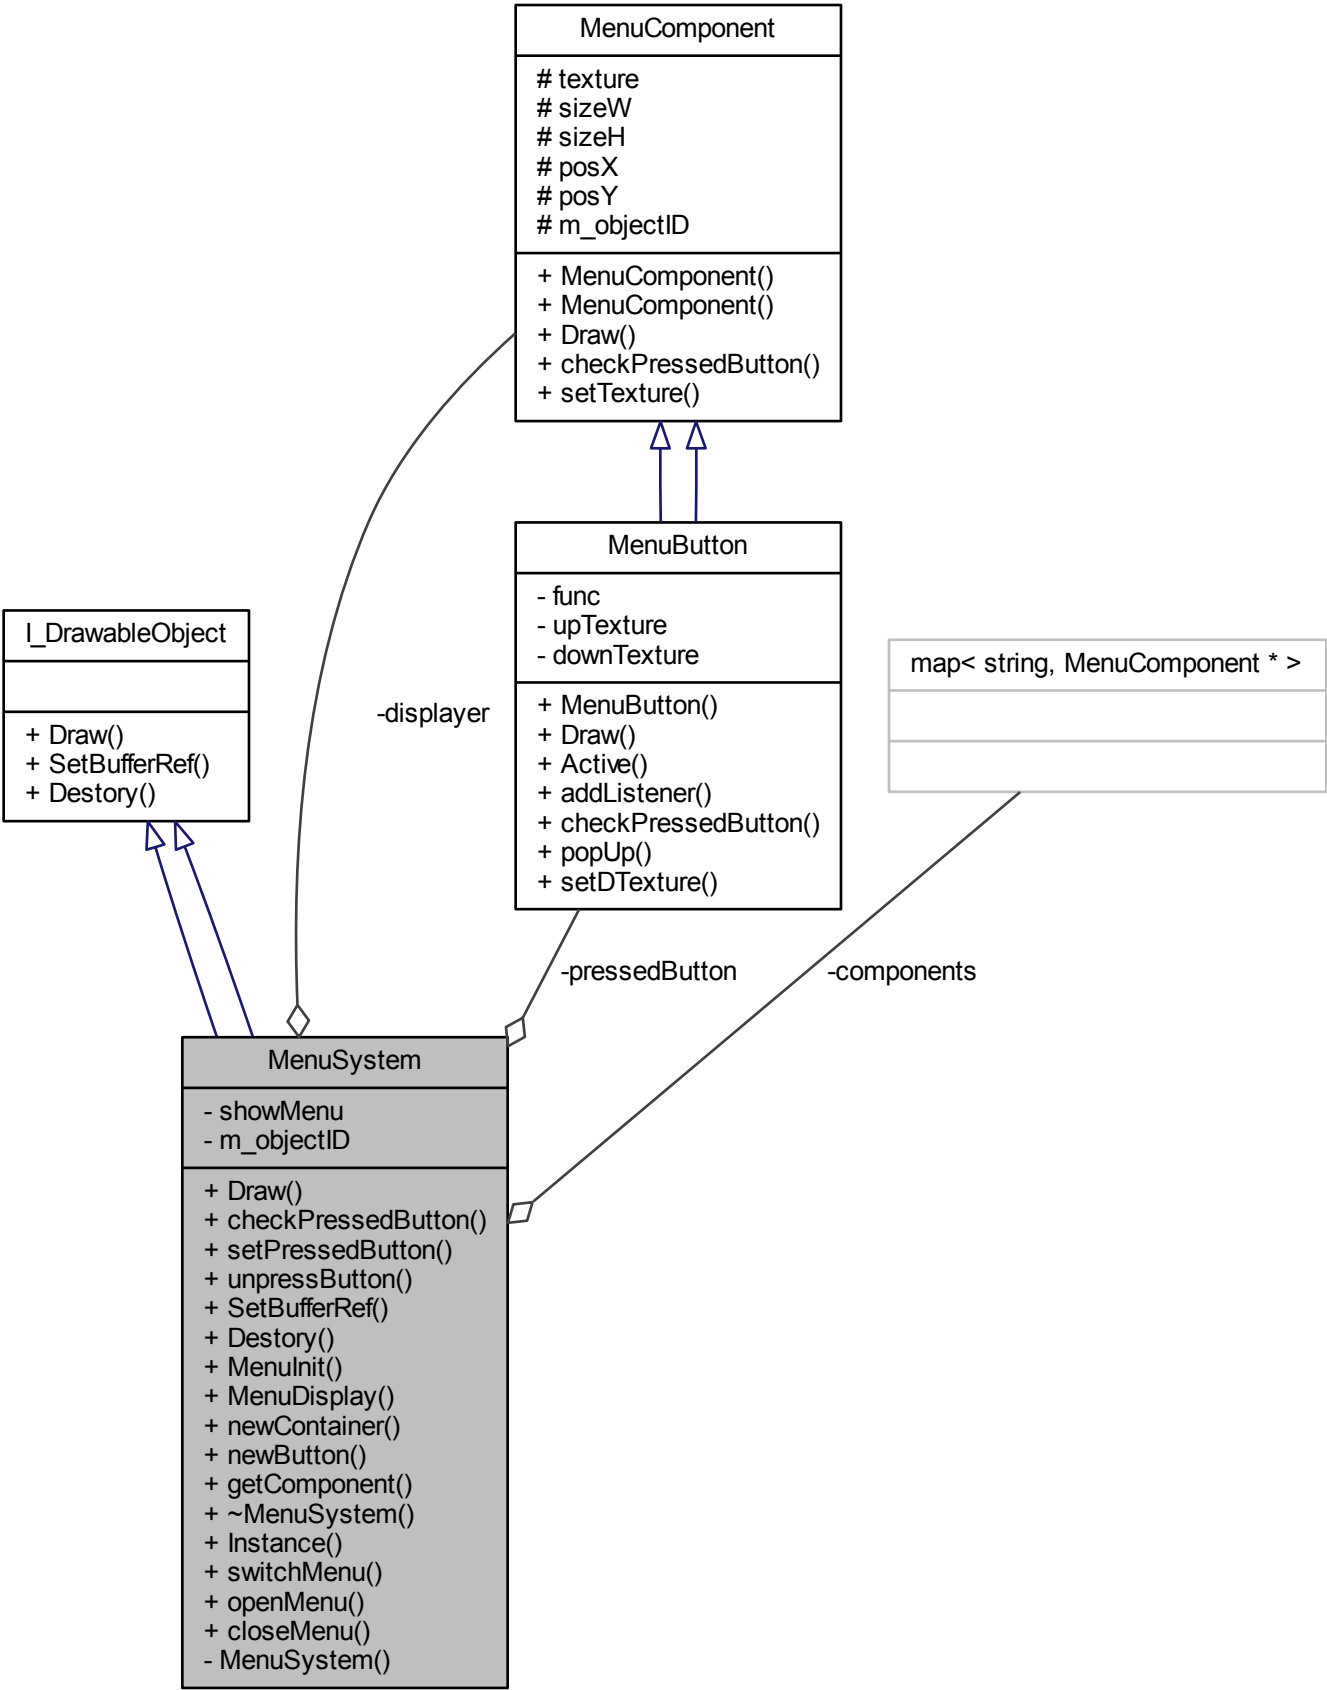 MenuComponent
# texture
# sizeW
# sizeH
# posX
# posY
# m_objectID
+ MenuComponent()
+ MenuComponent()
+ Draw()
+ checkPressedButton()
+ setTexture()
MenuButton
- func
- upTexture
- downTexture
+ MenuButton()
+ Draw()
+ Active()
+ addListener()
+ checkPressedButton()
+ popUp()
+ setDTexture()
I_DrawableObject
+ Draw()
+ SetBufferRef()
+ Destory()
map< string, MenuComponent * >
-displayer
-pressedButton
-components
MenuSystem
- showMenu
- m_objectID
+ Draw()
+ checkPressedButton()
+ setPressedButton()
+ unpressButton()
+ SetBufferRef()
+ Destory()
+ MenuInit()
+ MenuDisplay()
+ newContainer()
+ newButton()
+ getComponent()
+ ~MenuSystem()
+ Instance()
+ switchMenu()
+ openMenu()
+ closeMenu()
- MenuSystem()